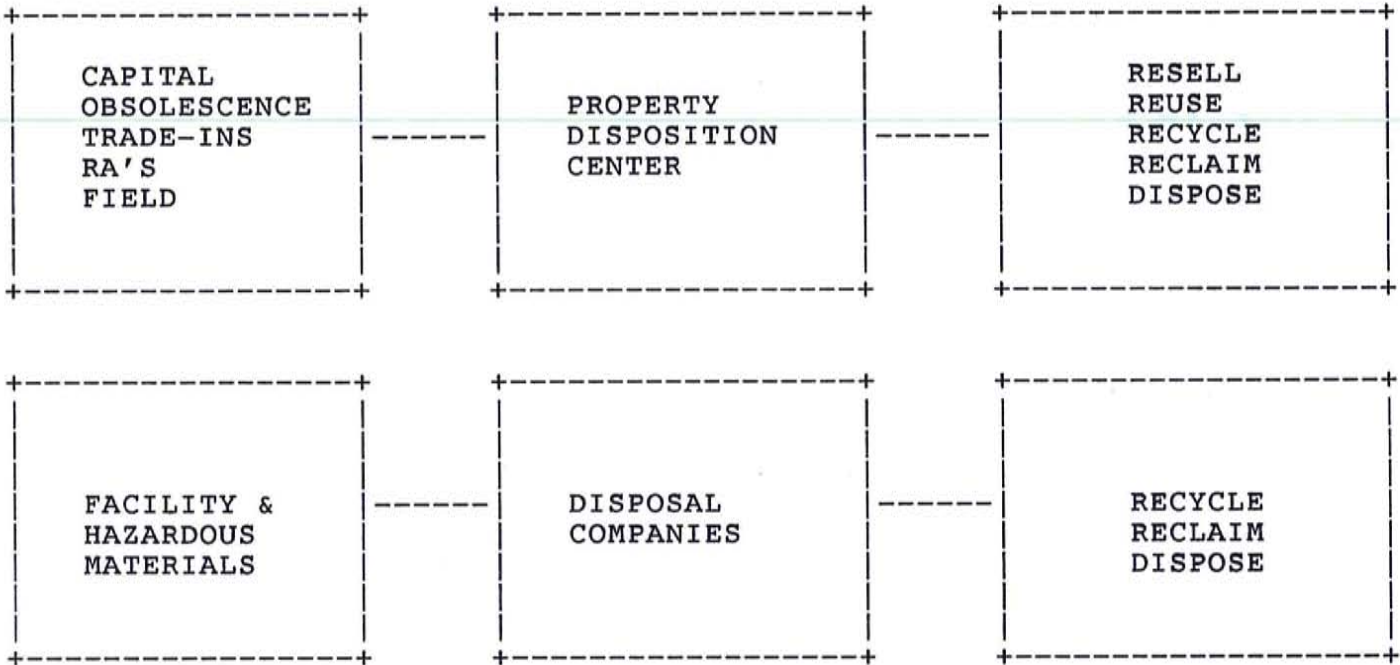 CAPITAL
OBSOLESCENCE
TRADE-INS
RA'S
FIELD
PROPERTY
DISPOSITION
CENTER
RESELL
REUSE
RECYCLE
RECLAIM
DISPOSE
FACILITY &
HAZARDOUS
MATERIALS
DISPOSAL
COMPANIES
RECYCLE
RECLAIM
DISPOSE